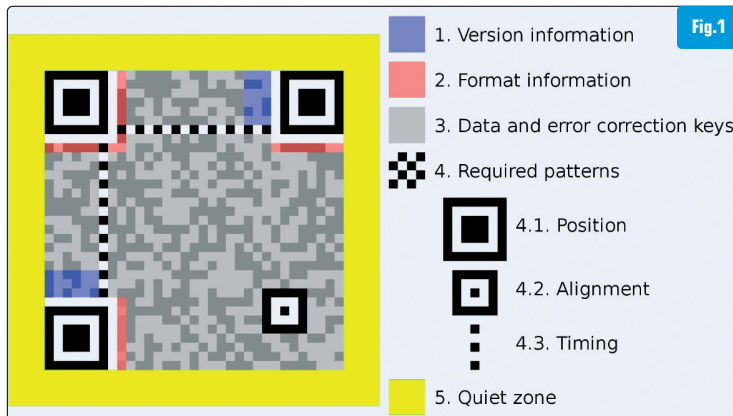 Fig.1
1. Version information
2. Format information
3. Data and error correction keys
4. Required patterns
4.1. Position
4.2. Alignment
4.3. Timing
5. Quiet zone